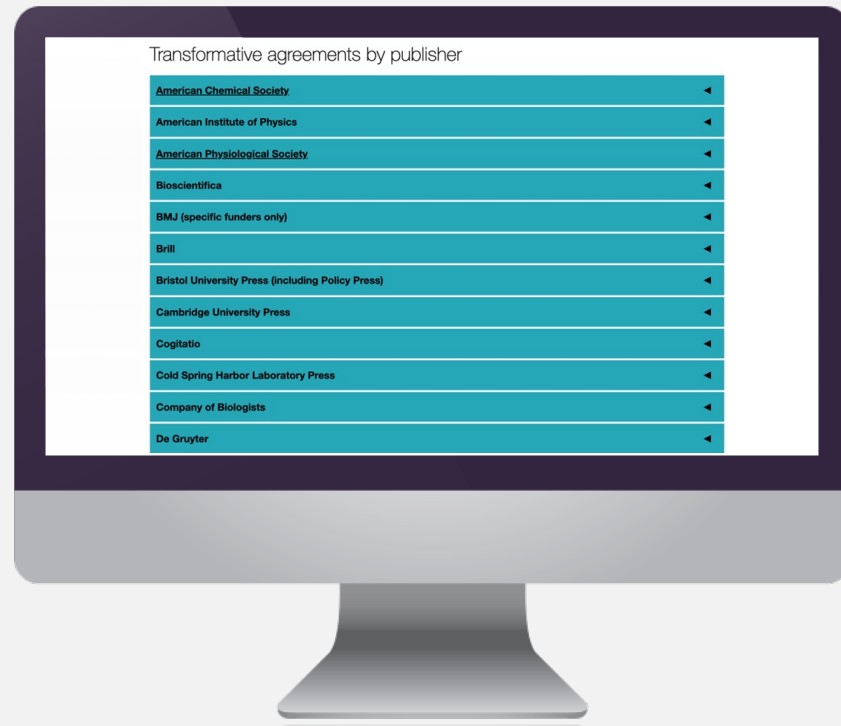 Transformative agreements by publisher
American Chemical Society
American Institute of Physics
American Physiological Society
Bioscientifica
BMJ (specific funders only)
Brill
Bristol University Press (including Policy Press)
Cambridge University Press
Cogitatio
Cold Spring Harbor Laboratory Press
Company of Biologists
De Gruyter